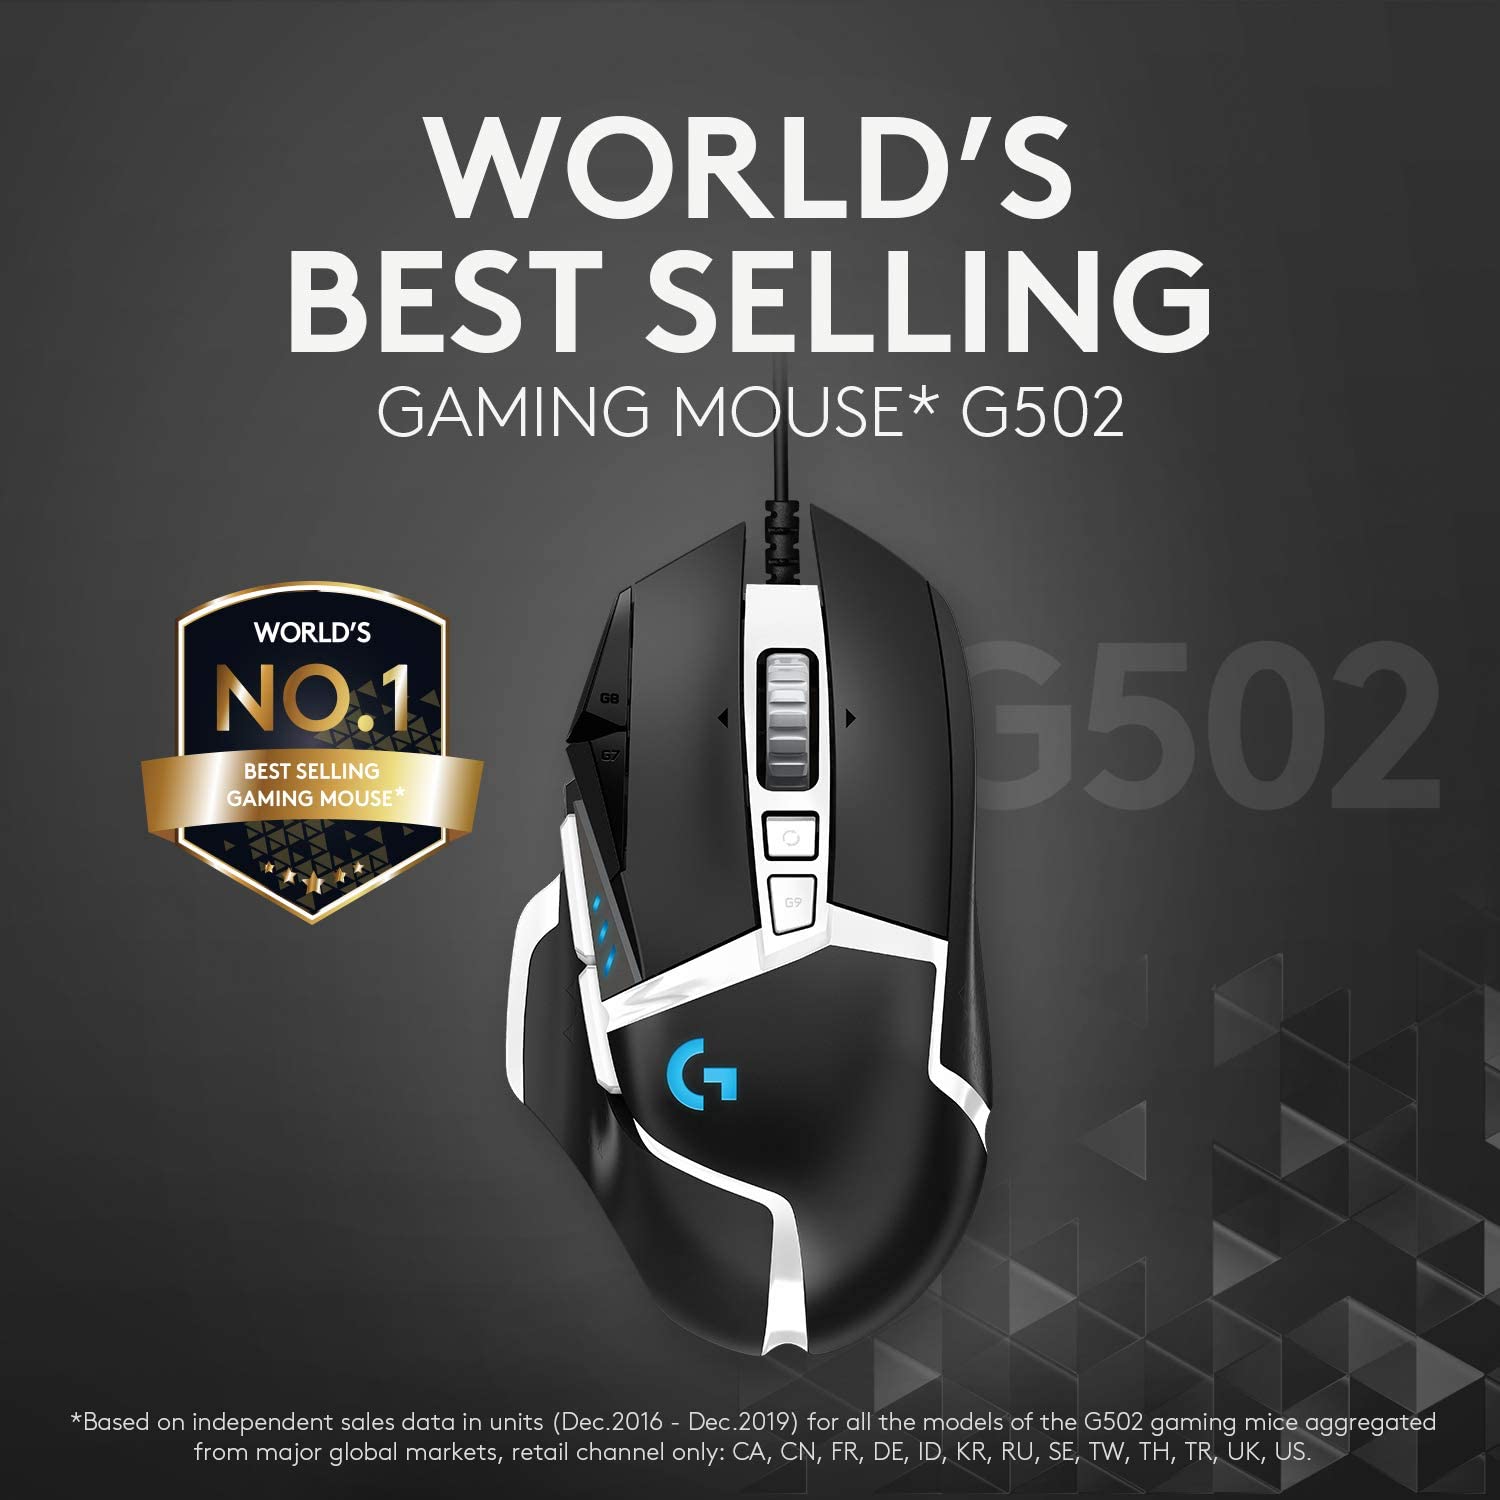 WORLD'S
BEST SELLING
GAMING MOUSE* G502
WORLD'S
NO.1
BEST SELLING
GAMING MOUSE*
G8
G7
G502
G9
G
*Based on independent sales data in units (Dec.2016 - Dec.2019) for all the models of the G502 gaming mice aggregated
from major global markets, retail channel only: CA, CN, FR, DE, ID, KR, RU, SE, TW, TH, TR, UK, US.